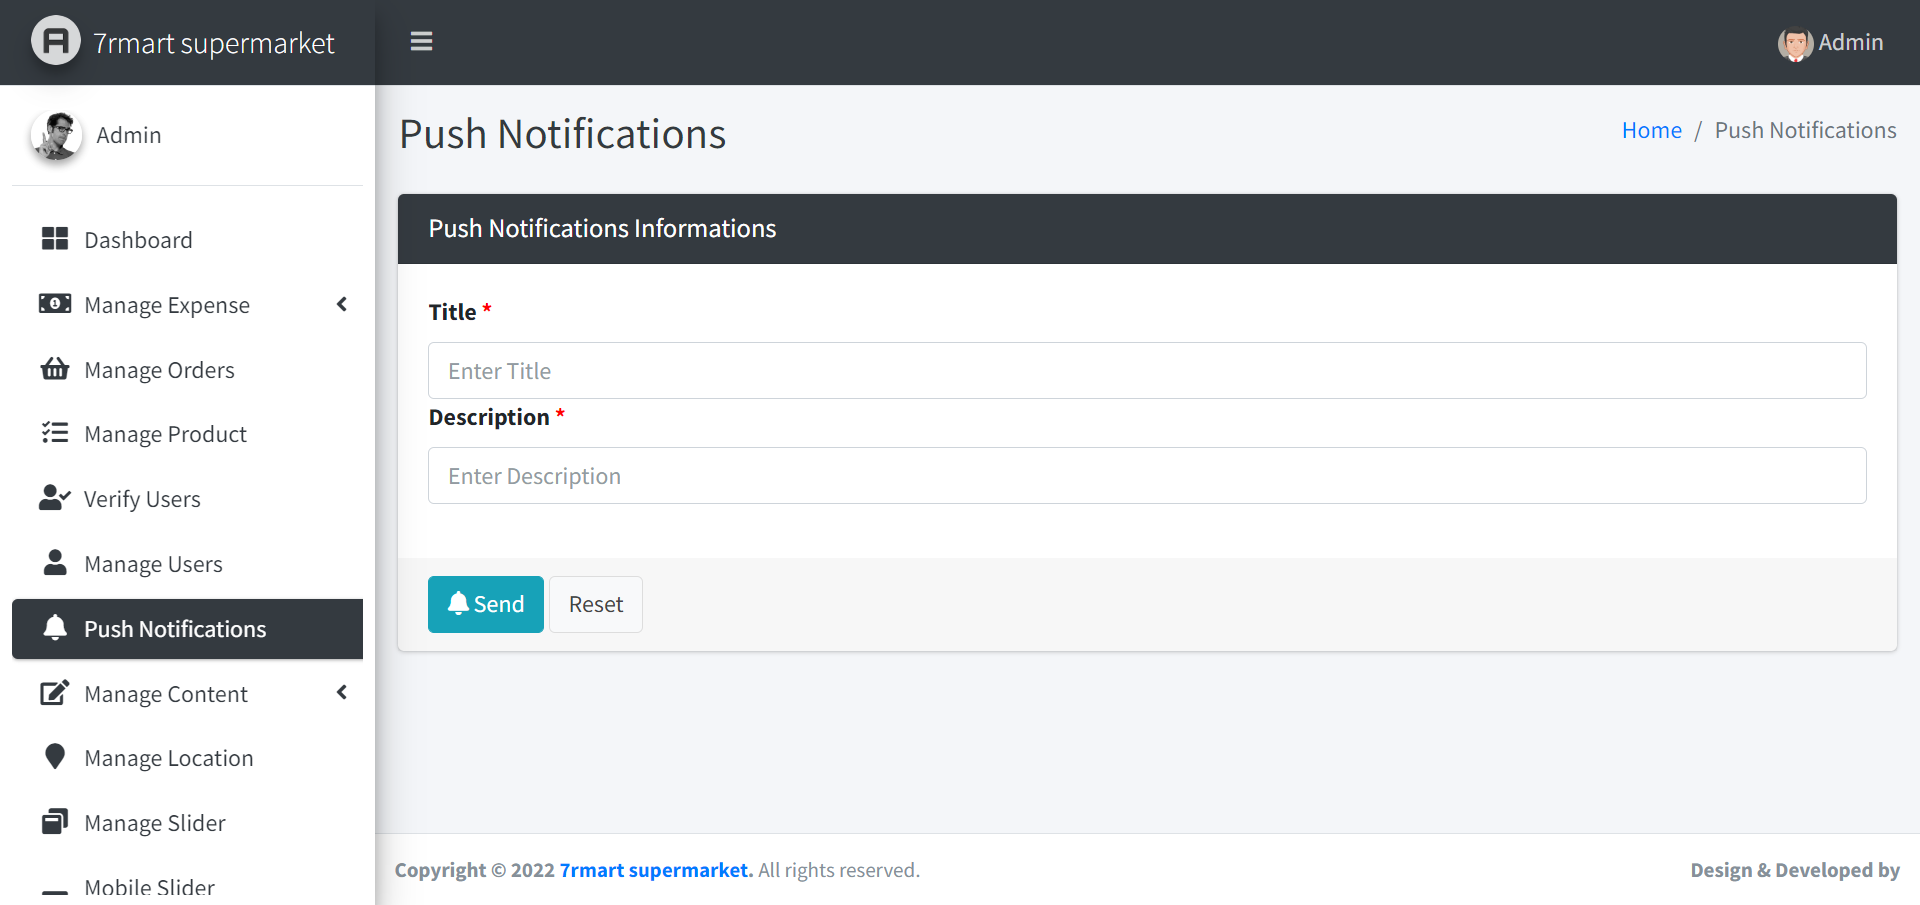 7rmart supermarket
Admin
Admin
Dashboard
Manage Expense
Manage Orders
Manage Product
Verify Users
Manage Users
Push Notifications
Manage Content
Manage Location
Manage Slider
Mobile Slider
Push Notifications
Home / Push Notifications
Push Notifications Informations
Title *
Enter Title
Description *
Enter Description
Send
Reset
Copyright © 2022 7rmart supermarket. All rights reserved.
Design & Developed by